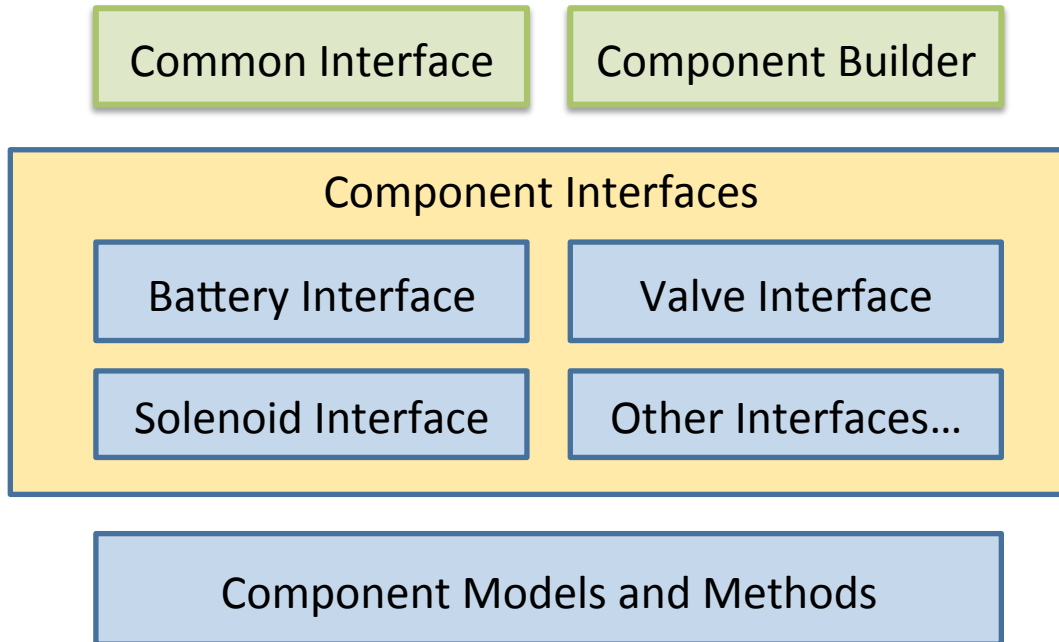 Common Interface
Component Builder
Component Interfaces
Battery Interface
Valve Interface
Solenoid Interface
Other Interfaces…
Component Models and Methods